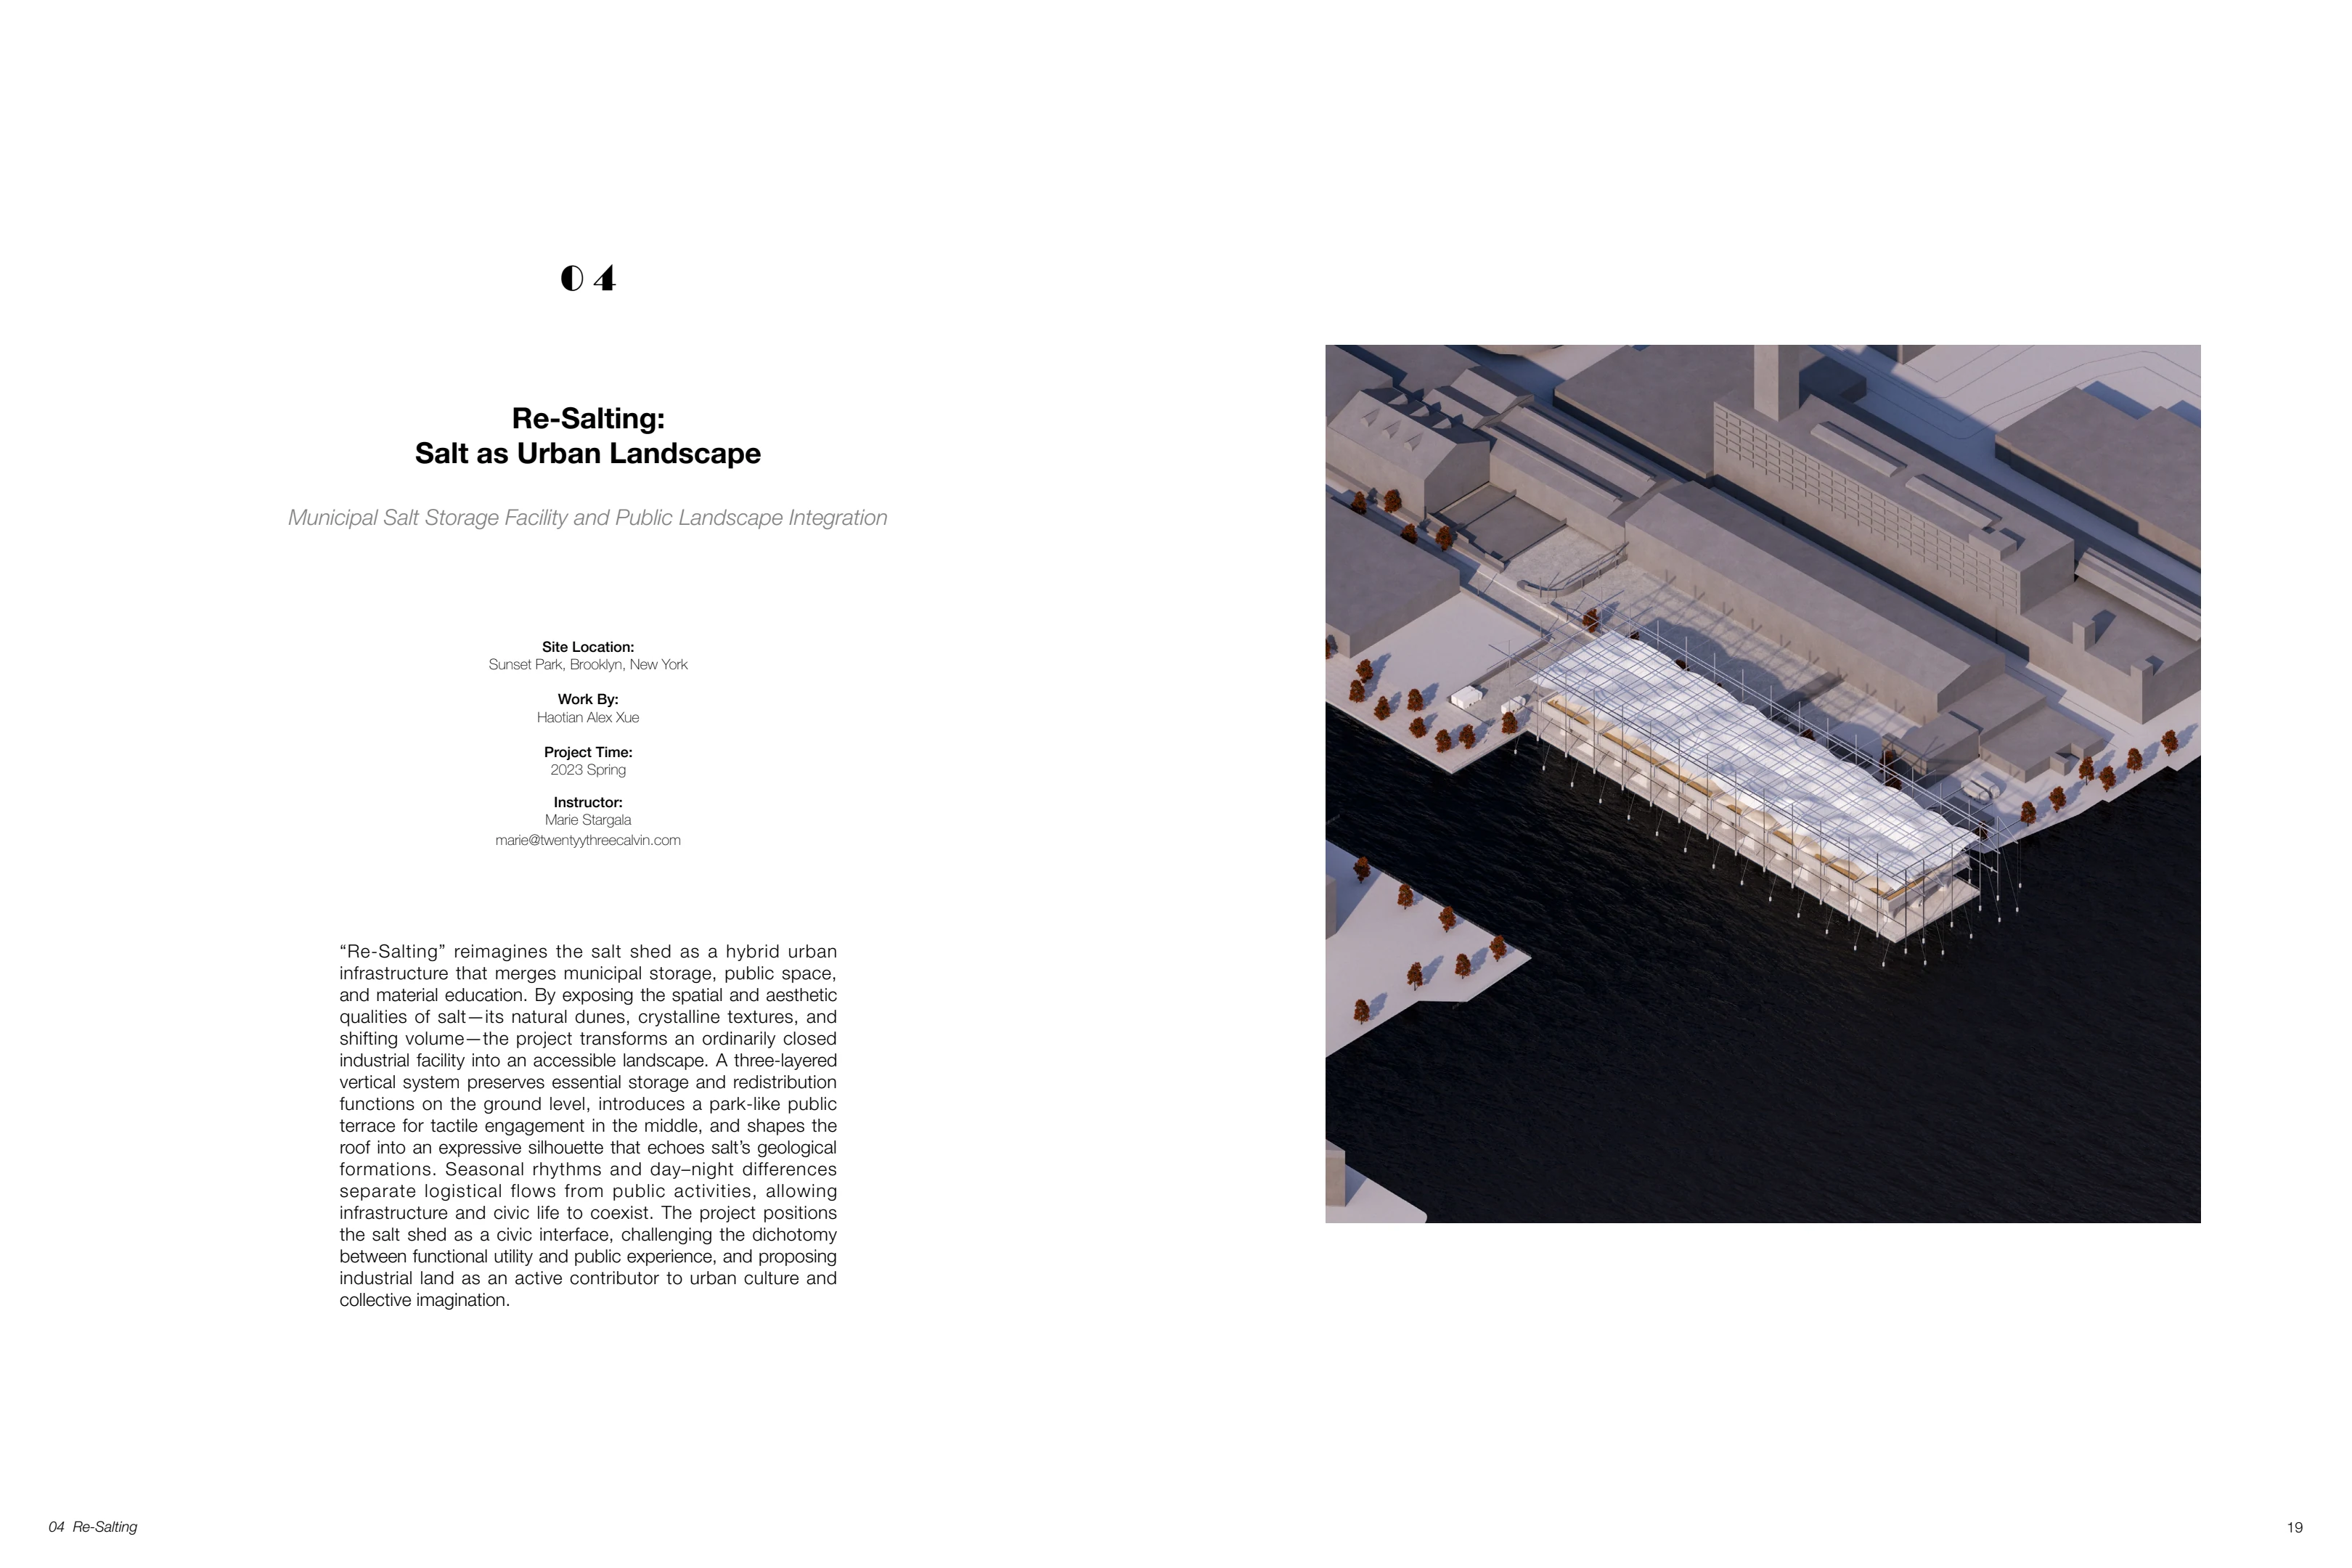 04
Re-Salting:
Salt as Urban Landscape
Municipal Salt Storage Facility and Public Landscape Integration
Site Location:
Sunset Park, Brooklyn, New York
Work By:
Haotian Alex Xue
Project Time:
2023 Spring
Instructor:
Marie Stargala
marie@twentyythreecalvin.com
“Re-Salting” reimagines the salt shed as a hybrid urban
infrastructure that merges municipal storage, public space,
and material education. By exposing the spatial and aesthetic
qualities of salt—its natural dunes, crystalline textures, and
shifting volume—the project transforms an ordinarily closed
industrial facility into an accessible landscape. A three-layered
vertical system preserves essential storage and redistribution
functions on the ground level, introduces a park-like public
terrace for tactile engagement in the middle, and shapes the
roof into an expressive silhouette that echoes salt’s geological
formations. Seasonal rhythms and day–night differences
separate logistical flows from public activities, allowing
infrastructure and civic life to coexist. The project positions
the salt shed as a civic interface, challenging the dichotomy
between functional utility and public experience, and proposing
industrial land as an active contributor to urban culture and
collective imagination.
04 Re-Salting
19